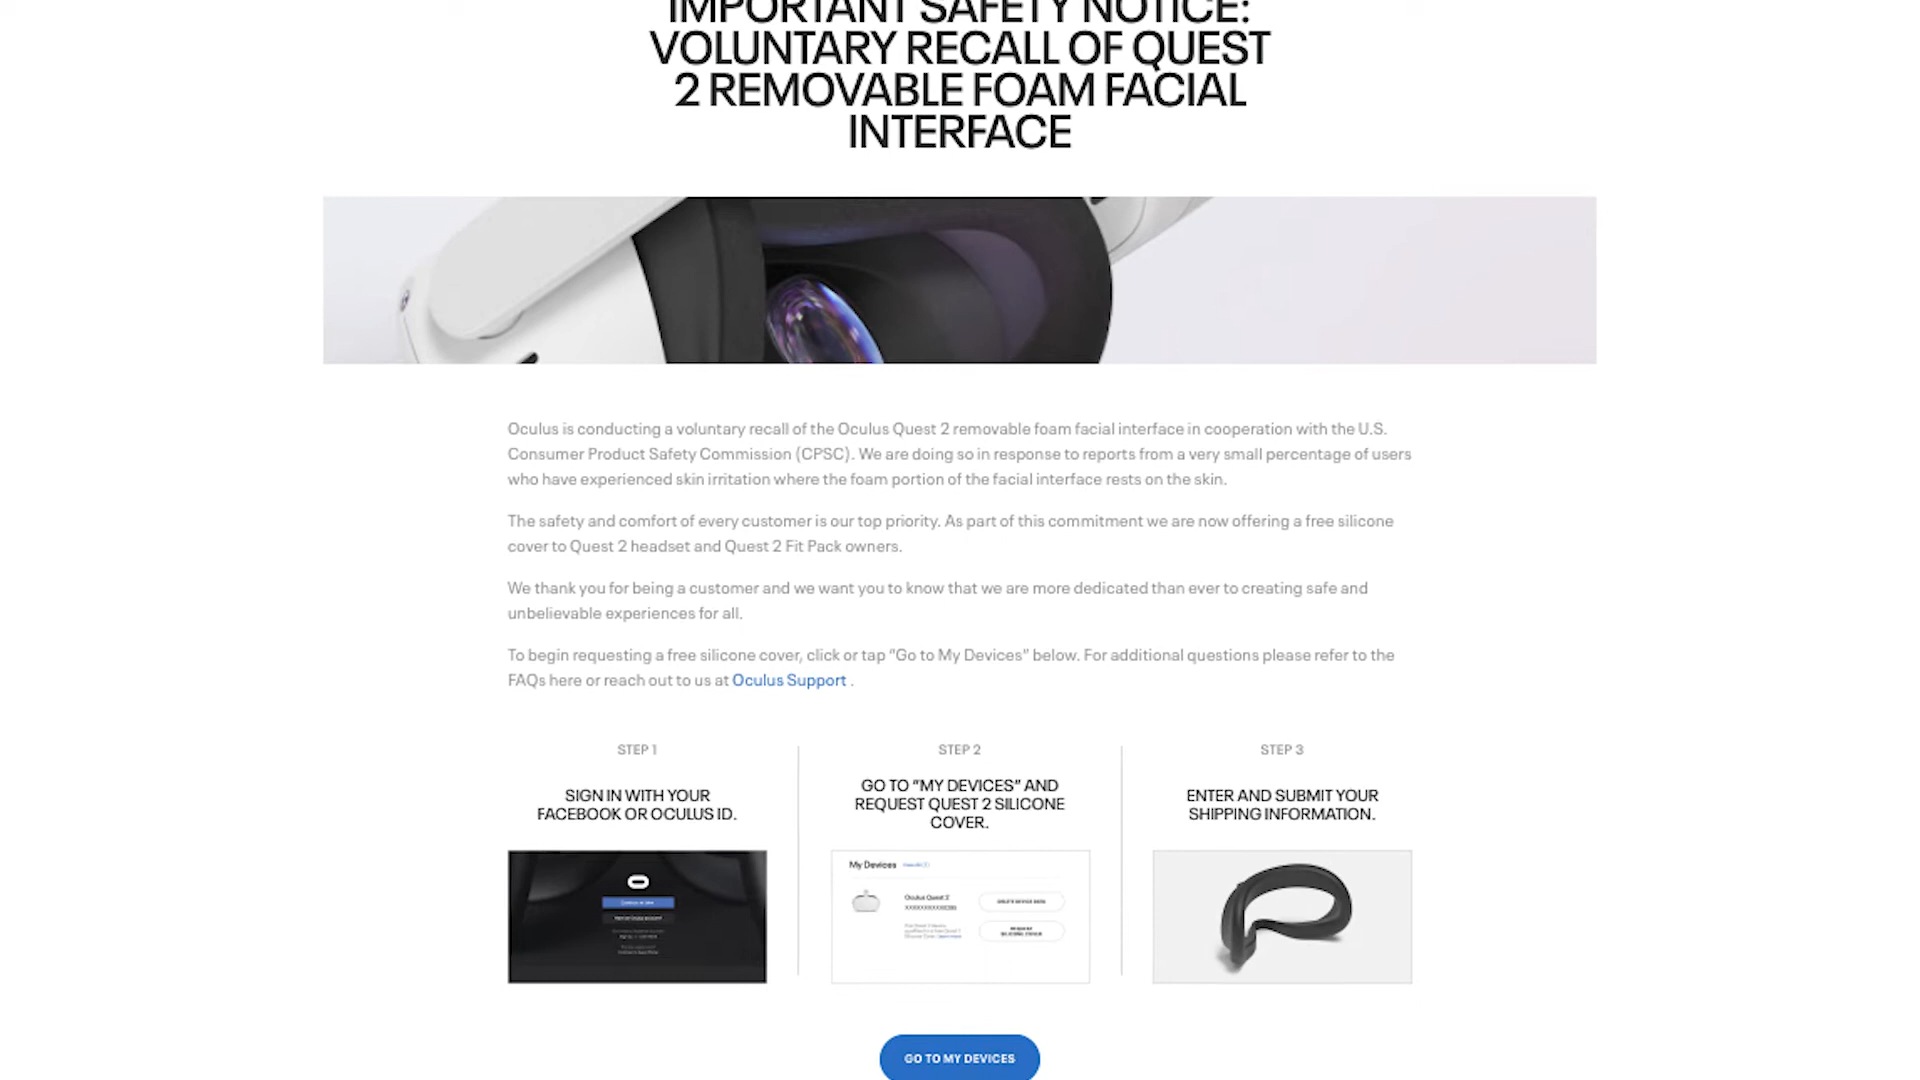 IMPORTANT SAFETY NOTICE:
VOLUNTARY RECALL OF QUEST
2 REMOVABLE FOAM FACIAL
INTERFACE
Oculus is conducting a voluntary recall of the Oculus Quest 2 removable foam facial interface in cooperation with the U.S.
Consumer Product Safety Commission (CPSC). We are doing so in response to reports from a very small percentage of users
who have experienced skin irritation where the foam portion of the facial interface rests on the skin.
The safety and comfort of every customer is our top priority. As part of this commitment we are now offering a free silicone
cover to Quest 2 headset and Quest 2 Fit Pack owners.
We thank you for being a customer and we want you to know that we are more dedicated than ever to creating safe and
unbelievable experiences for all.
To begin requesting a free silicone cover, click or tap “Go to My Devices” below. For additional questions please refer to the
FAQs here or reach out to us at Oculus Support .
STEP 1
SIGN IN WITH YOUR
FACEBOOK OR OCULUS ID.
STEP 2
GO TO “MY DEVICES” AND
REQUEST QUEST 2 SILICONE
COVER.
My Devices
Oculus Quest 2
DELETE DEVICE DATA
REQUEST
SILICONE COVER
STEP 3
ENTER AND SUBMIT YOUR
SHIPPING INFORMATION.
GO TO MY DEVICES